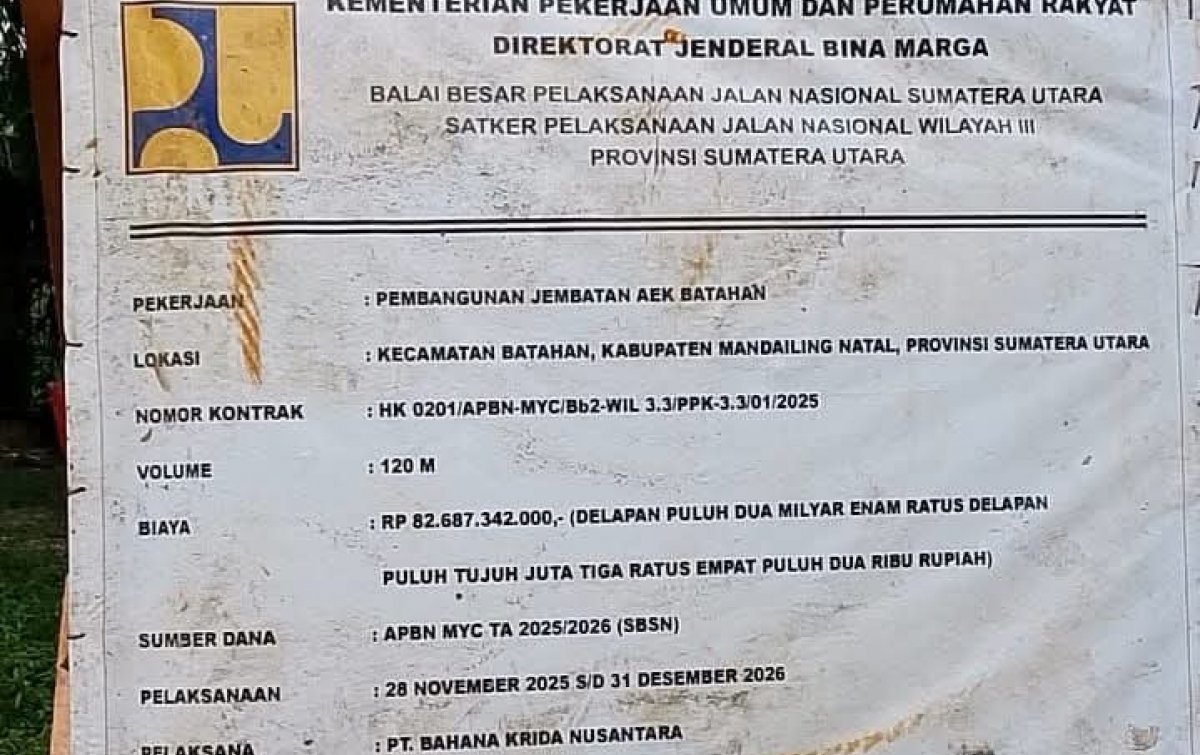 KEMENTERIAN PEKERJAAN UMUM DAN PERUMAHAN RAKYAT
DIREKTORAT JENDERAL BINA MARGA
BALAI BESAR PELAKSANAAN JALAN NASIONAL SUMATERA UTARA
SATKER PELAKSANAAN JALAN NASIONAL WILAYAH III
PROVINSI SUMATERA UTARA
PEKERJAAN : PEMBANGUNAN JEMBATAN AEK BATAHAN
LOKASI : KECAMATAN BATAHAN, KABUPATEN MANDAILING NATAL, PROVINSI SUMATERA UTARA
NOMOR KONTRAK : HK 0201/APBN-MYC/Bb2-WIL 3.3/PPK-3.3/01/2025
VOLUME : 120 M
BIAYA : RP 82.687.342.000,- (DELAPAN PULUH DUA MILYAR ENAM RATUS DELAPAN
PULUH TUJUH JUTA TIGA RATUS EMPAT PULUH DUA RIBU RUPIAH)
SUMBER DANA : APBN MYC TA 2025/2026 (SBSN)
PELAKSANAAN : 28 NOVEMBER 2025 S/D 31 DESEMBER 2026
PELAKSANA : PT. BAHANA KRIDA NUSANTARA